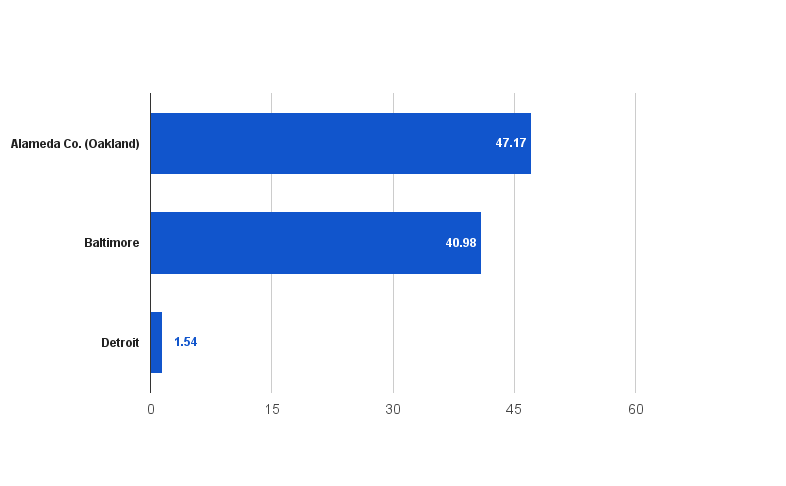 Alameda Co. (Oakland) 47.17
Baltimore 40.98
Detroit 1.54
0 15 30 45 60